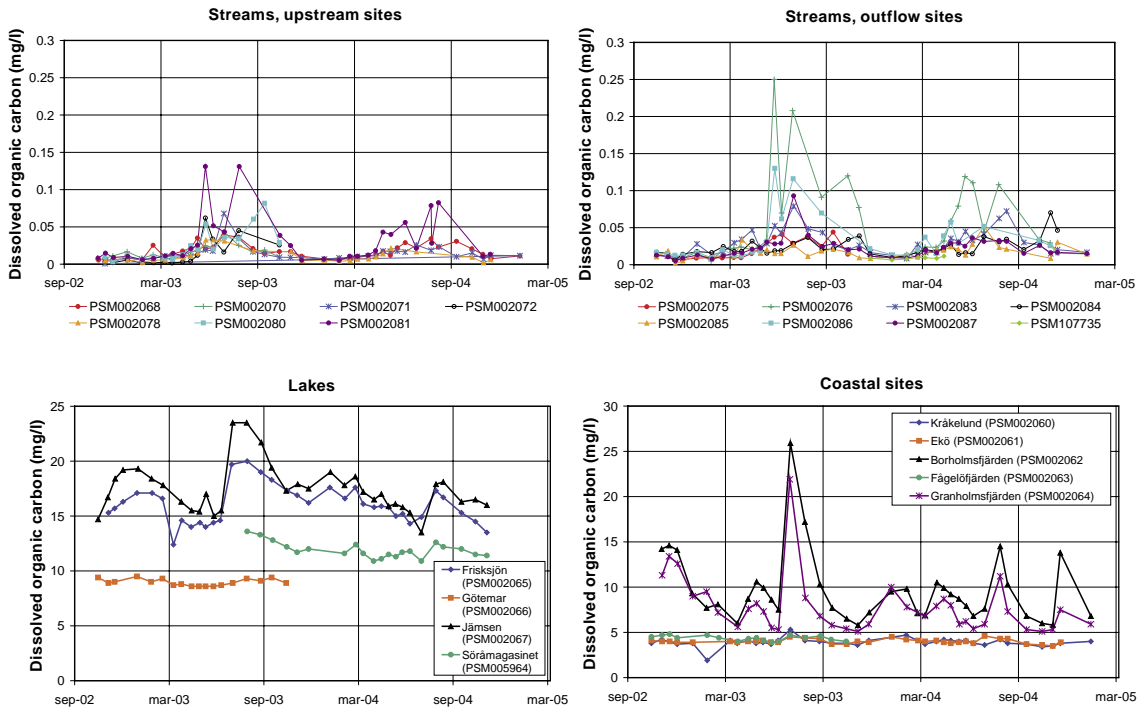 Streams, upstream sites
Dissolved organic carbon (mg/l)
0.3
0.25
0.2
0.15
0.1
0.05
0
sep-02 mar-03 sep-03 mar-04 sep-04 mar-05
PSM002068 PSM002070 PSM002071 PSM002072
PSM002078 PSM002080 PSM002081
Streams, outflow sites
Dissolved organic carbon (mg/l)
0.3
0.25
0.2
0.15
0.1
0.05
0
sep-02 mar-03 sep-03 mar-04 sep-04 mar-05
PSM002075 PSM002076 PSM002083 PSM002084
PSM002085 PSM002086 PSM002087 PSM107735
Lakes
Dissolved organic carbon (mg/l)
25
20
15
10
5
0
sep-02 mar-03 sep-03 mar-04 sep-04 mar-05
Frisksjön
(PSM002065)
Götemar
(PSM002066)
Jämsen
(PSM002067)
Söråmagasinet
(PSM005964)
Coastal sites
Dissolved organic carbon (mg/l)
30
25
20
15
10
5
0
sep-02 mar-03 sep-03 mar-04 sep-04 mar-05
Kråkelund (PSM002060)
Ekö (PSM002061)
Borholmsfjärden (PSM002062
Fågelöfjärden (PSM002063)
Granholmsfjärden (PSM002064)